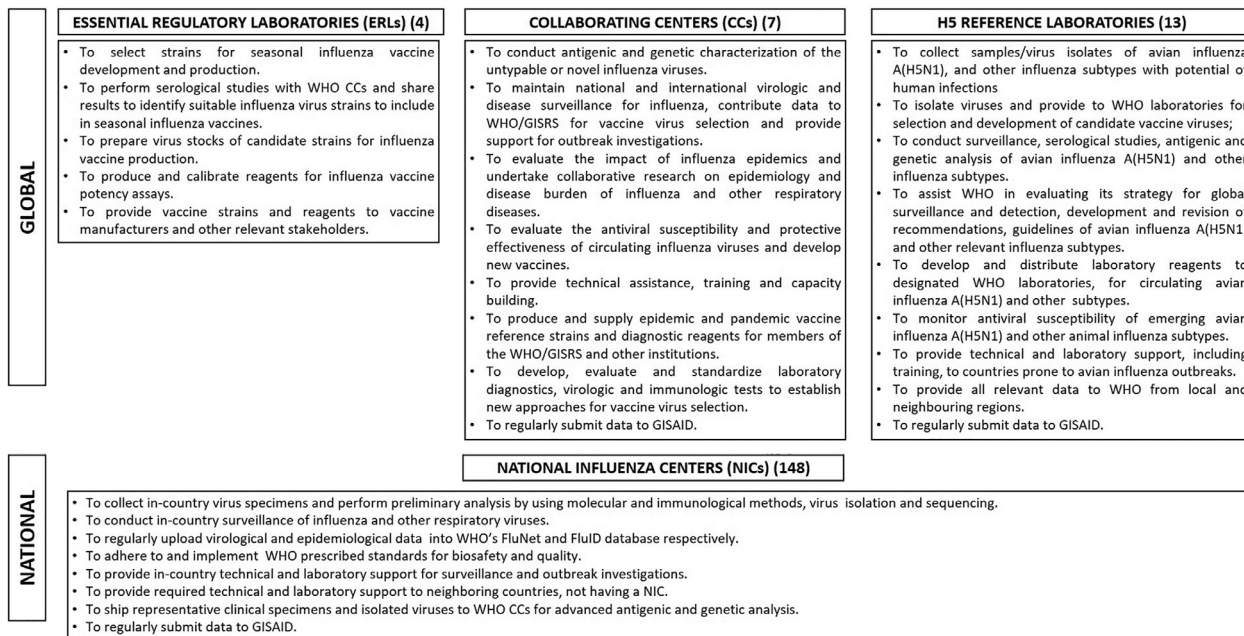 GLOBAL
ESSENTIAL REGULATORY LABORATORIES (ERLs) (4)
• To select strains for seasonal influenza vaccine
development and production.
• To perform serological studies with WHO CCs and share
results to identify suitable influenza virus strains to include
in seasonal influenza vaccines.
• To prepare virus stocks of candidate strains for influenza
vaccine production.
• To produce and calibrate reagents for influenza vaccine
potency assays.
• To provide vaccine strains and reagents to vaccine
manufacturers and other relevant stakeholders.
COLLABORATING CENTERS (CCs) (7)
• To conduct antigenic and genetic characterization of the
untypable or novel influenza viruses.
• To maintain national and international virologic and
disease surveillance for influenza, contribute data to
WHO/GISRS for vaccine virus selection and provide
support for outbreak investigations.
• To evaluate the impact of influenza epidemics and
undertake collaborative research on epidemiology and
disease burden of influenza and other respiratory
diseases.
• To evaluate the antiviral susceptibility and protective
effectiveness of circulating influenza viruses and develop
new vaccines.
• To provide technical assistance, training and capacity
building.
• To produce and supply epidemic and pandemic vaccine
reference strains and diagnostic reagents for members of
the WHO/GISRS and other institutions.
• To develop, evaluate and standardize laboratory
diagnostics, virologic and immunologic tests to establish
new approaches for vaccine virus selection.
• To regularly submit data to GISAID.
H5 REFERENCE LABORATORIES (13)
• To collect samples/virus isolates of avian influenza
A(H5N1), and other influenza subtypes with potential of
human infections
• To isolate viruses and provide to WHO laboratories for
selection and development of candidate vaccine viruses;
• To conduct surveillance, serological studies, antigenic and
genetic analysis of avian influenza A(H5N1) and other
influenza subtypes.
• To assist WHO in evaluating its strategy for global
surveillance and detection, development and revision of
recommendations, guidelines of avian influenza A(H5N1)
and other relevant influenza subtypes.
• To develop and distribute laboratory reagents to
designated WHO laboratories, for circulating avian
influenza A(H5N1) and other subtypes.
• To monitor antiviral susceptibility of emerging avian
influenza A(H5N1) and other animal influenza subtypes.
• To provide technical and laboratory support, including
training, to countries prone to avian influenza outbreaks.
• To provide all relevant data to WHO from local and
neighbouring regions.
• To regularly submit data to GISAID.
NATIONAL
NATIONAL INFLUENZA CENTERS (NICs) (148)
• To collect in-country virus specimens and perform preliminary analysis by using molecular and immunological methods, virus isolation and sequencing.
• To conduct in-country surveillance of influenza and other respiratory viruses.
• To regularly upload virological and epidemiological data into WHO's FluNet and FluID database respectively.
• To adhere to and implement WHO prescribed standards for biosafety and quality.
• To provide in-country technical and laboratory support for surveillance and outbreak investigations.
• To provide required technical and laboratory support to neighboring countries, not having a NIC.
• To ship representative clinical specimens and isolated viruses to WHO CCs for advanced antigenic and genetic analysis.
• To regularly submit data to GISAID.